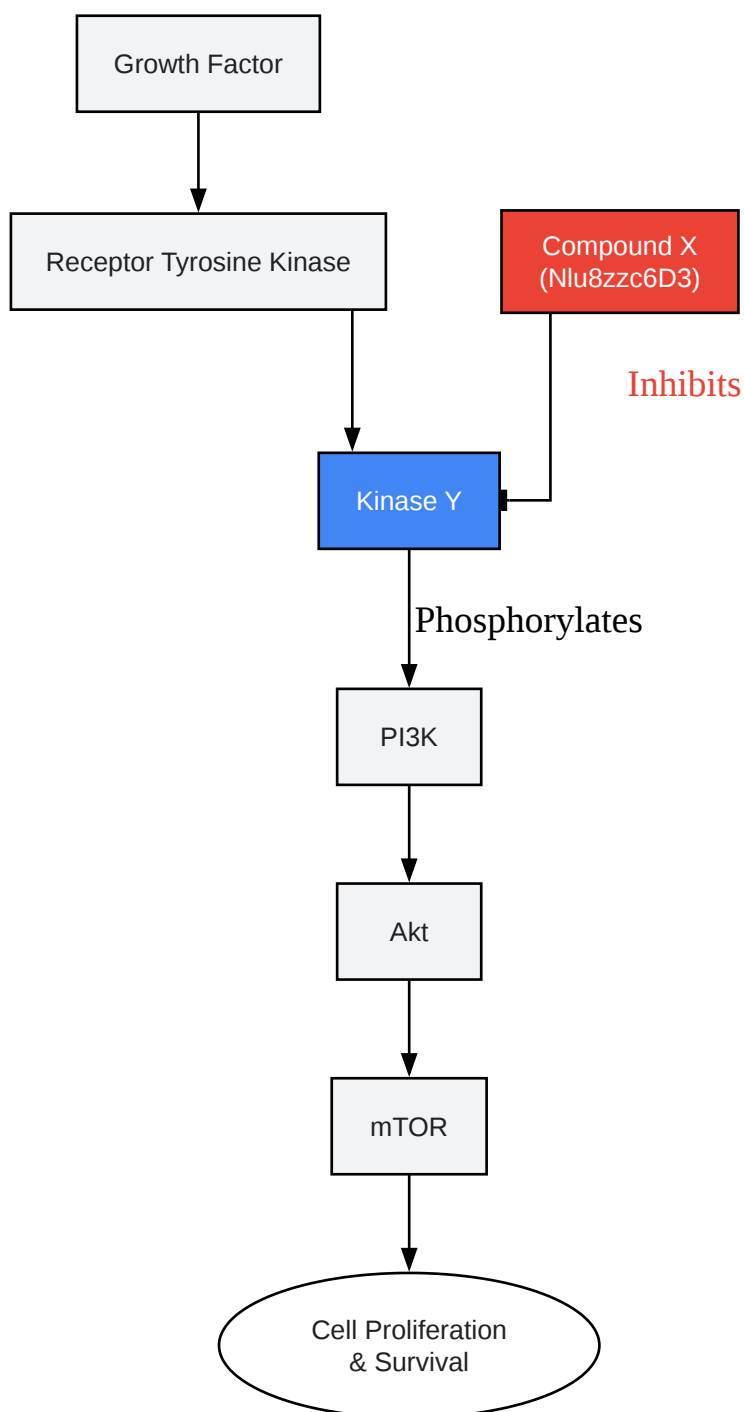 Growth Factor
Receptor Tyrosine Kinase
Compound X
(Nlu8zzc6D3)
Inhibits
Kinase Y
Phosphorylates
PI3K
Akt
mTOR
Cell Proliferation
& Survival